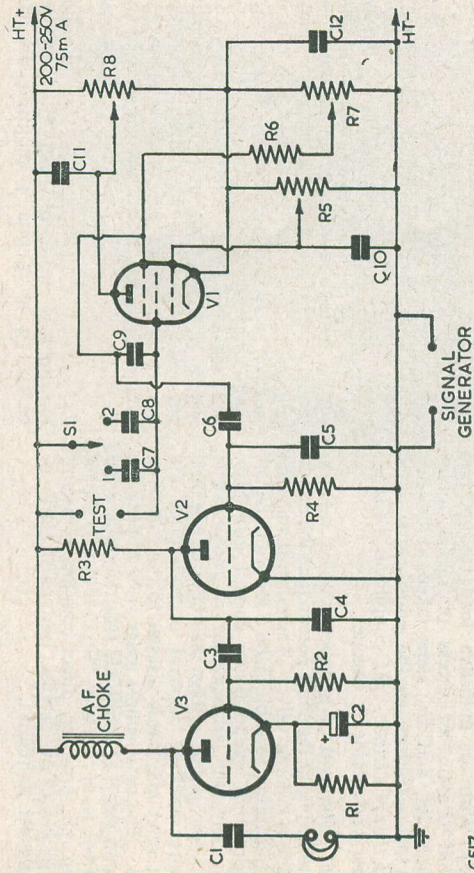 HT+
200-250V
75mA
C11
R8
C12
R6
R7
R5
C10
V1
C9
S1
1
2
C7
C8
TEST
C6
C5
R3
V2
R4
SIGNAL
GENERATOR
HT-
C3
C4
AF
CHOKE
V3
R2
+
C2
-
R1
C1